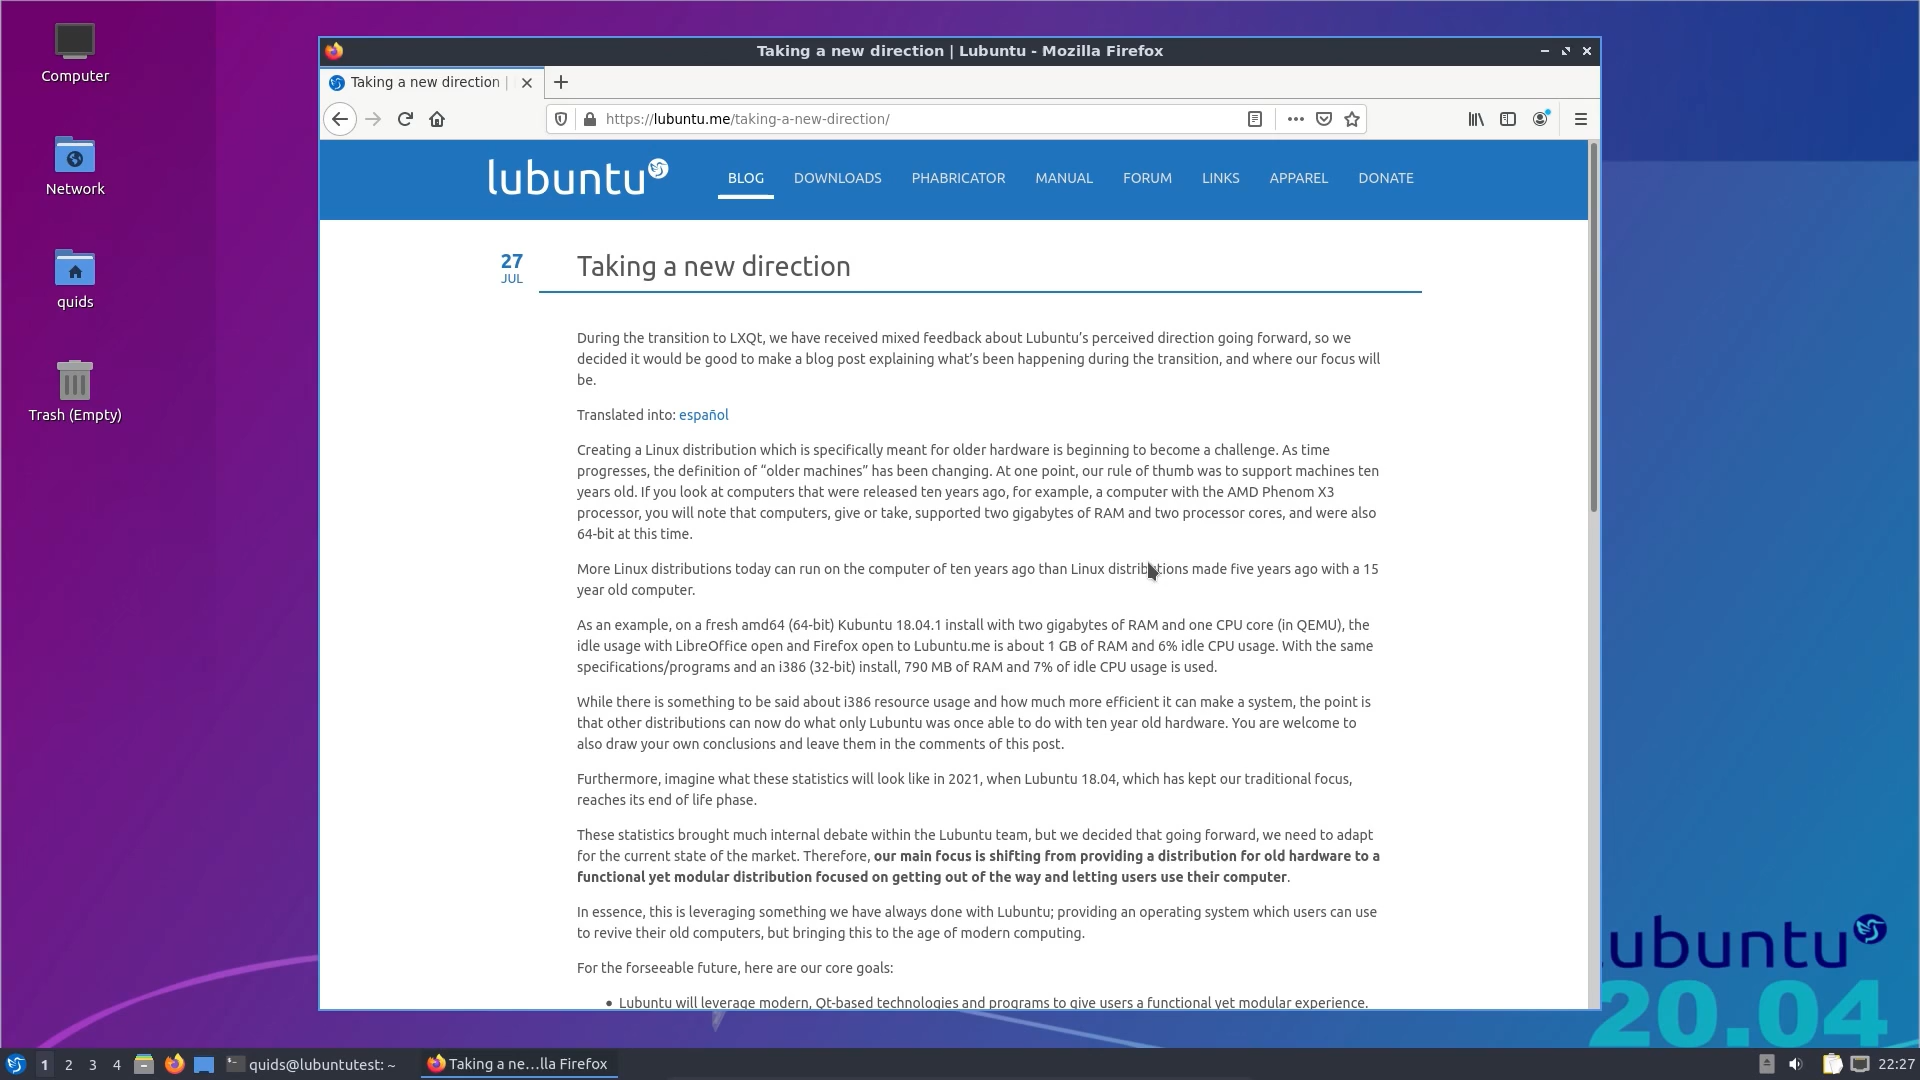 Computer
Network
quids
Trash (Empty)
Taking a new direction | Lubuntu - Mozilla Firefox
Taking a new direction |
https://lubuntu.me/taking-a-new-direction/
lubuntu
BLOG DOWNLOADS PHABRICATOR MANUAL FORUM LINKS APPAREL DONATE
27
JUL
Taking a new direction
During the transition to LXQt, we have received mixed feedback about Lubuntu’s perceived direction going forward, so we
decided it would be good to make a blog post explaining what’s been happening during the transition, and where our focus will
be.
Translated into: español
Creating a Linux distribution which is specifically meant for older hardware is beginning to become a challenge. As time
progresses, the definition of “older machines” has been changing. At one point, our rule of thumb was to support machines ten
years old. If you look at computers that were released ten years ago, for example, a computer with the AMD Phenom X3
processor, you will note that computers, give or take, supported two gigabytes of RAM and two processor cores, and were also
64-bit at this time.
More Linux distributions today can run on the computer of ten years ago than Linux distributions made five years ago with a 15
year old computer.
As an example, on a fresh amd64 (64-bit) Kubuntu 18.04.1 install with two gigabytes of RAM and one CPU core (in QEMU), the
idle usage with LibreOffice open and Firefox open to Lubuntu.me is about 1 GB of RAM and 6% idle CPU usage. With the same
specifications/programs and an i386 (32-bit) install, 790 MB of RAM and 7% of idle CPU usage is used.
While there is something to be said about i386 resource usage and how much more efficient it can make a system, the point is
that other distributions can now do what only Lubuntu was once able to do with ten year old hardware. You are welcome to
also draw your own conclusions and leave them in the comments of this post.
Furthermore, imagine what these statistics will look like in 2021, when Lubuntu 18.04, which has kept our traditional focus,
reaches its end of life phase.
These statistics brought much internal debate within the Lubuntu team, but we decided that going forward, we need to adapt
for the current state of the market. Therefore, our main focus is shifting from providing a distribution for old hardware to a
functional yet modular distribution focused on getting out of the way and letting users use their computer.
In essence, this is leveraging something we have always done with Lubuntu; providing an operating system which users can use
to revive their old computers, but bringing this to the age of modern computing.
For the forseeable future, here are our core goals:
• Lubuntu will leverage modern, Qt-based technologies and programs to give users a functional yet modular experience.
ubuntu
20.04
1 2 3 4 quids@lubuntutest: ~ Taking a ne...lla Firefox 22:27